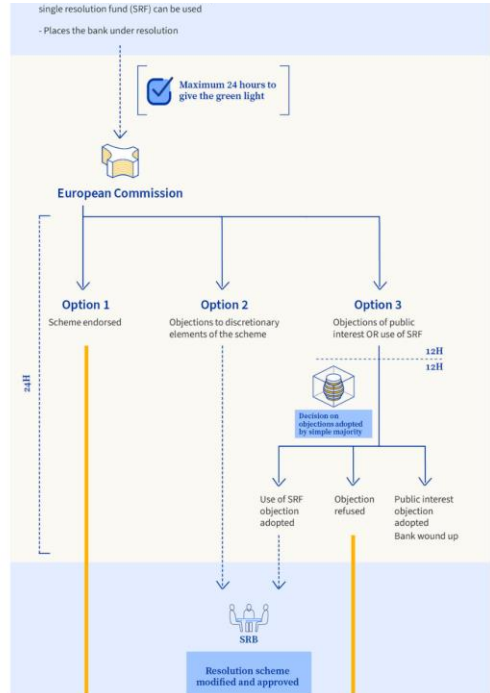 single resolution fund (SRF) can be used
- Places the bank under resolution
Maximum 24 hours to
give the green light
European Commission
24H
Option 1
Scheme endorsed
Option 2
Objections to discretionary
elements of the scheme
Option 3
Objections of public
interest OR use of SRF
12H
12H
Decision on
objections adopted
by simple majority
Use of SRF
objection
adopted
Objection
refused
Public interest
objection
adopted
Bank wound up
SRB
Resolution scheme
modified and approved